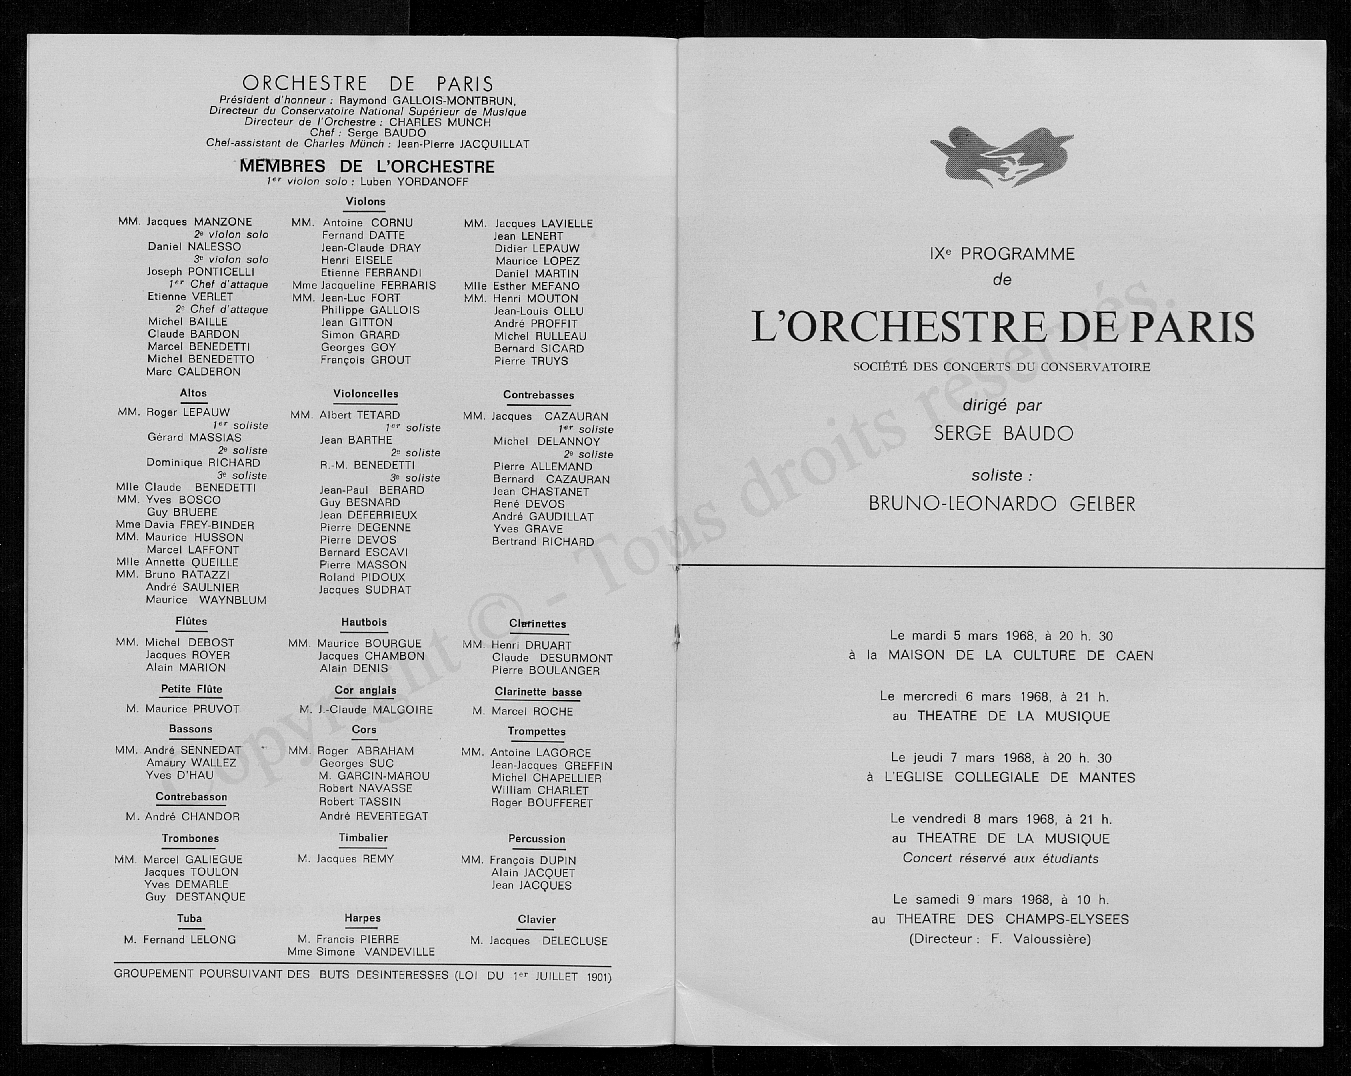 ORCHESTRE DE PARIS
Président d'honneur : Raymond GALLOIS-MONTBRUN,
Directeur du Conservatoire National Supérieur de Musique
Directeur de l'Orchestre : CHARLES MUNCH
Chef : Serge BAUDO
Chef-assistant de Charles Münch : Jean-Pierre JACQUILLAT
MEMBRES DE L'ORCHESTRE
1er violon solo : Luben YORDANOFF
Violons
MM. Jacques MANZONE
2e violon solo
Daniel NALESSO
3e violon solo
Joseph PONTICELLI
1er Chef d'attaque
Etienne VERLET
2e Chef d'attaque
Michel BAILLE
Claude BARDON
Marcel BENEDETTI
Michel BENEDETTO
Marc CALDERON
MM. Antoine CORNU
Fernand DATTE
Jean-Claude DRAY
Henri EISELE
Etienne FERRANDI
Mme Jacqueline FERRARIS
MM. Jean-Luc FORT
Philippe GALLOIS
Jean GITTON
Simon GRARD
Georges GOY
François GROUT
MM. Jacques LAVIELLE
Jean LENERT
Didier LEPAUW
Maurice LOPEZ
Daniel MARTIN
Mlle Esther MEFANO
MM. Henri MOUTON
Jean-Louis OLLU
André PROFFIT
Michel RULLEAU
Bernard SICARD
Pierre TRUYS
Altos
MM. Roger LEPAUW
1er soliste
Gérard MASSIAS
2e soliste
Dominique RICHARD
3e soliste
Mlle Claude BENEDETTI
MM. Yves BOSCO
Guy BRUERE
Mme Davia FREY-BINDER
MM. Maurice HUSSON
Marcel LAFFONT
Mlle Annette QUEILLE
MM. Bruno RATAZZI
André SAULNIER
Maurice WAYNBLUM
Violoncelles
MM. Albert TETARD
1er soliste
Jean BARTHE
2e soliste
R.-M. BENEDETTI
3e soliste
Jean-Paul BERARD
Guy BESNARD
Jean DEFERRIEUX
Pierre DEGENNE
Pierre DEVOS
Bernard ESCAVI
Pierre MASSON
Roland PIDOUX
Jacques SUDRAT
Contrebasses
MM. Jacques CAZAURAN
1er soliste
Michel DELANNOY
2e soliste
Pierre ALLEMAND
Bernard CAZAURAN
Jean CHASTANET
René DEVOS
André GAUDILLAT
Yves GRAVE
Bertrand RICHARD
Flûtes
MM. Michel DEBOST
Jacques ROYER
Alain MARION
Hautbois
MM. Maurice BOURGUE
Jacques CHAMBON
Alain DENIS
Clarinettes
MM. Henri DRUART
Claude DESURMONT
Pierre BOULANGER
Petite Flûte
M. Maurice PRUVOT
Cor anglais
M. J.-Claude MALGOIRE
Clarinette basse
M. Marcel ROCHE
Bassons
MM. André SENNEDAT
Amaury WALLEZ
Yves D'HAU
Contrebasson
M. André CHANDOR
Cors
MM. Roger ABRAHAM
Georges SUC
M. GARCIN-MAROU
Robert NAVASSE
Robert TASSIN
André REVERTEGAT
Trompettes
MM. Antoine LAGORCE
Jean-Jacques GREFFIN
Michel CHAPELLIER
William CHARLET
Roger BOUFFERET
Trombones
MM. Marcel GALIEGUE
Jacques TOULON
Yves DEMARLE
Guy DESTANQUE
Timbalier
M. Jacques REMY
Percussion
MM. François DUPIN
Alain JACQUET
Jean JACQUES
Tuba
M. Fernand LELONG
Harpes
M. Francis PIERRE
Mme Simone VANDEVILLE
Clavier
M. Jacques DELECLUSE
GROUPEMENT POURSUIVANT DES BUTS DESINTERESSES (LOI DU 1er JUILLET 1901)
IXe PROGRAMME
de
L'ORCHESTRE DE PARIS
SOCIÉTÉ DES CONCERTS DU CONSERVATOIRE
dirigé par
SERGE BAUDO
soliste :
BRUNO-LEONARDO GELBER
Le mardi 5 mars 1968, à 20 h. 30
à la MAISON DE LA CULTURE DE CAEN
Le mercredi 6 mars 1968, à 21 h.
au THEATRE DE LA MUSIQUE
Le jeudi 7 mars 1968, à 20 h. 30
à L'EGLISE COLLEGIALE DE MANTES
Le vendredi 8 mars 1968, à 21 h.
au THEATRE DE LA MUSIQUE
Concert réservé aux étudiants
Le samedi 9 mars 1968, à 10 h.
au THEATRE DES CHAMPS-ELYSEES
(Directeur : F. Valoussière)
Copyright © - Tous droits réservés.